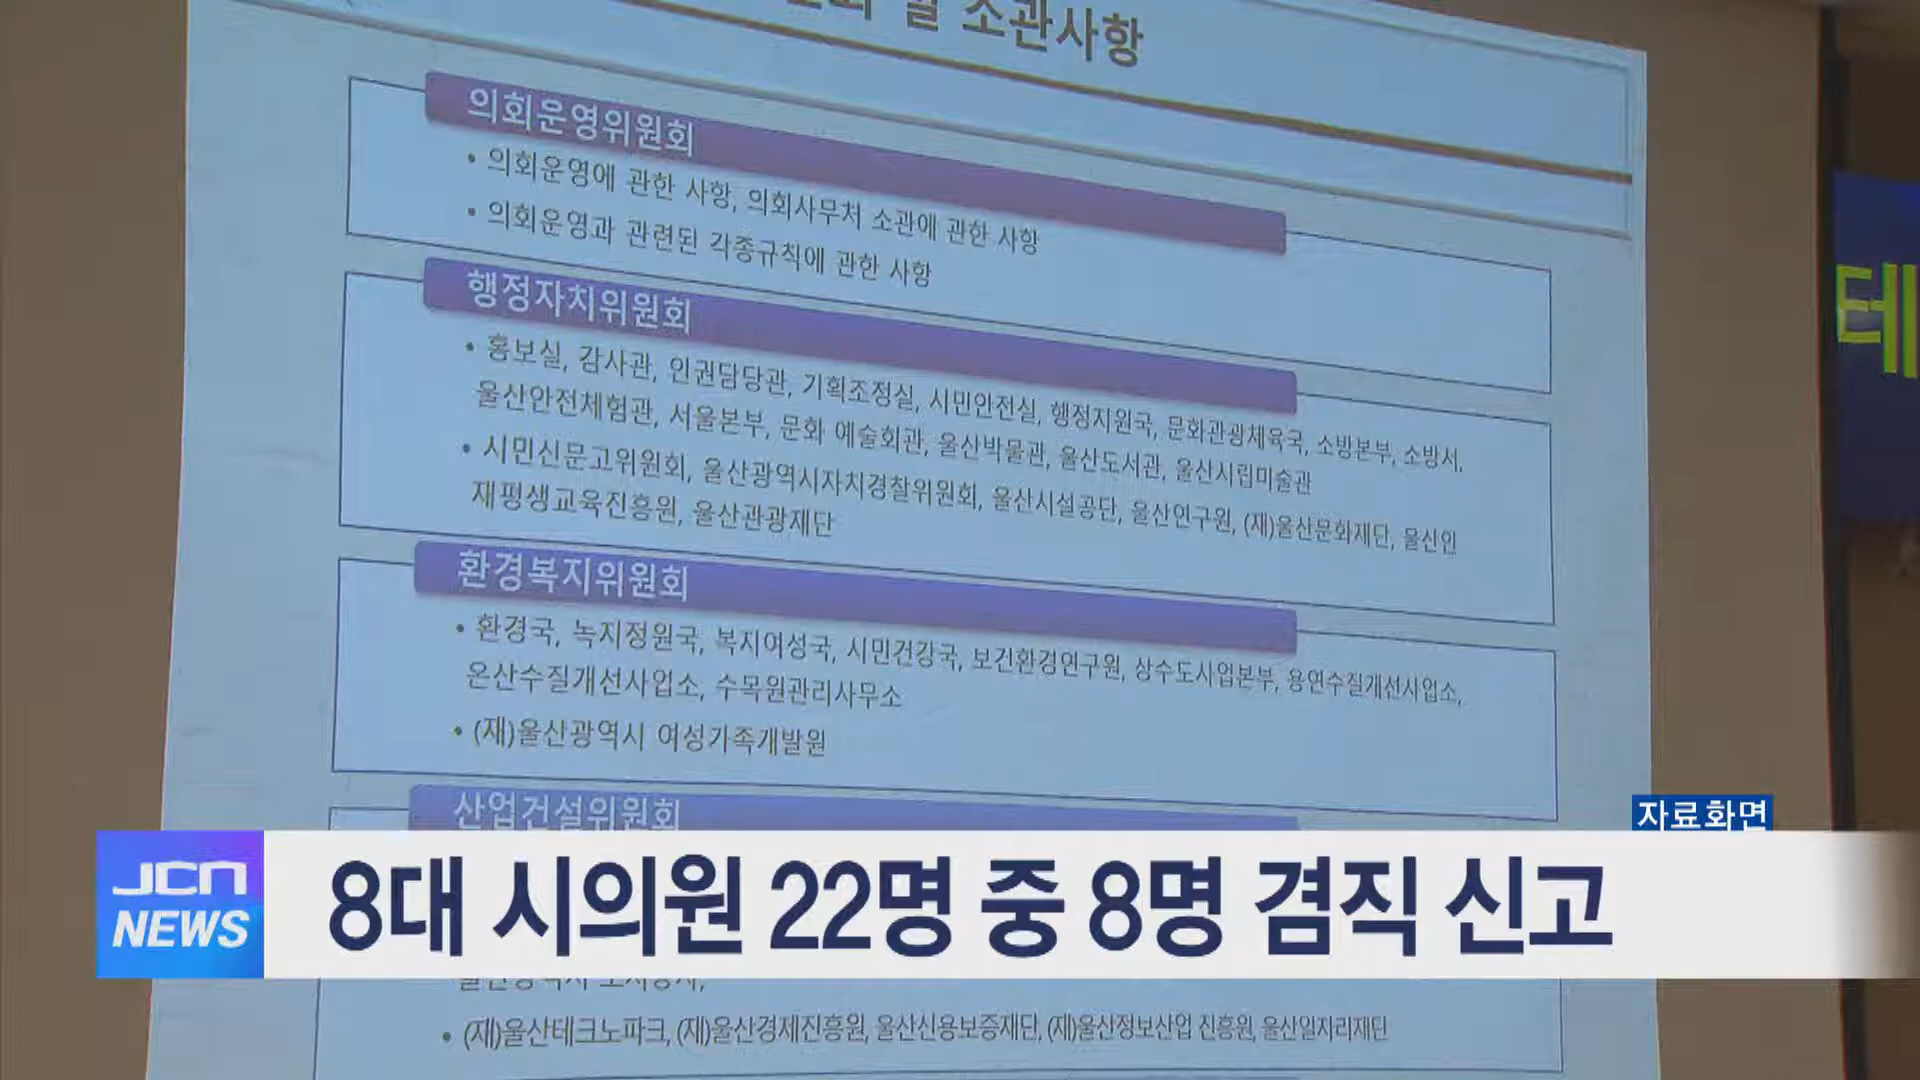 소관사항
의회운영위원회
• 의회운영에 관한 사항, 의회사무처 소관에 관한 사항
• 의회운영과 관련된 각종규칙에 관한 사항
행정자치위원회
• 홍보실, 감사관, 인권담당관, 기획조정실, 시민안전실, 행정지원국, 문화관광체육국, 소방본부, 소방서,
울산안전체험관, 서울본부, 문화 예술회관, 울산박물관, 울산도서관, 울산시립미술관
• 시민신문고위원회, 울산광역시자치경찰위원회, 울산시설공단, 울산연구원, (재)울산문화재단, 울산인
재평생교육진흥원, 울산관광재단
환경복지위원회
• 환경국, 녹지정원국, 복지여성국, 시민건강국, 보건환경연구원, 상수도사업본부, 용연수질개선사업소,
온산수질개선사업소, 수목원관리사무소
• (재)울산광역시 여성가족개발원
산업건설위원회
테
자료화면
JCN
NEWS
8대 시의원 22명 중 8명 겸직 신고
• (재)울산테크노파크, (재)울산경제진흥원, 울산신용보증재단, (재)울산정보산업 진흥원, 울산일자리재단